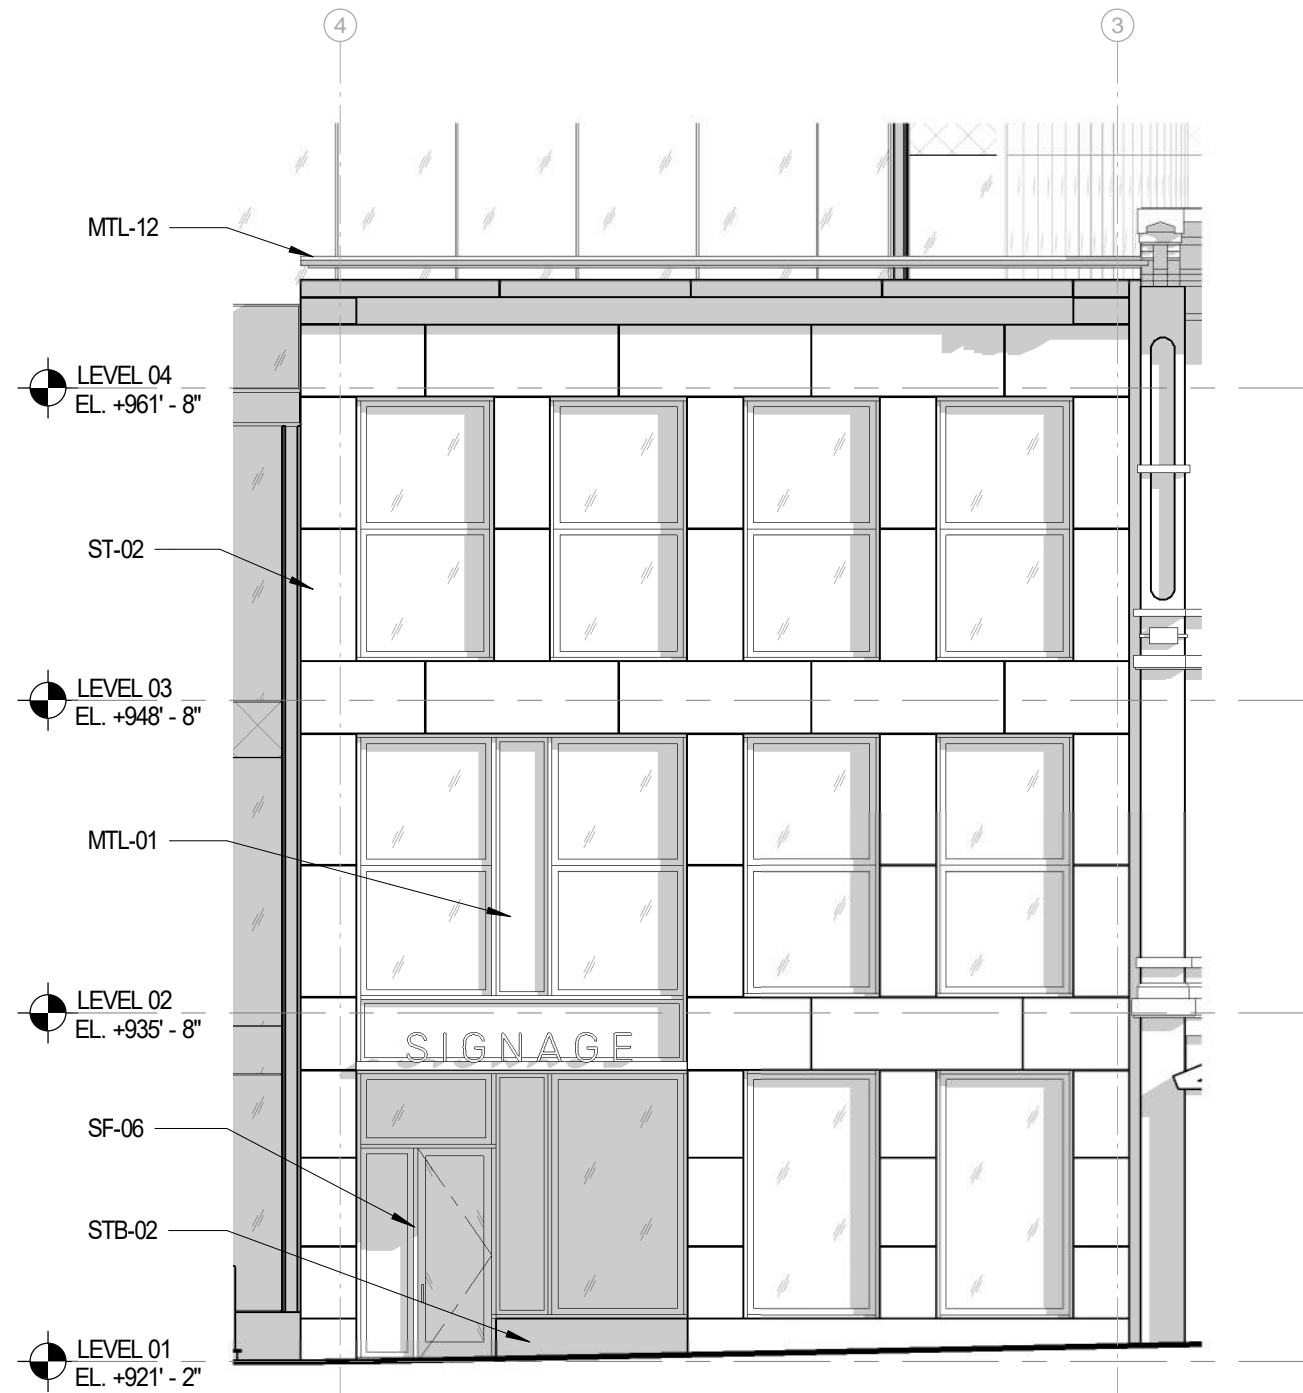 4
3
MTL-12
LEVEL 04
EL. +961' - 8"
ST-02
LEVEL 03
EL. +948' - 8"
MTL-01
LEVEL 02
EL. +935' - 8"
SIGNAGE
SF-06
STB-02
LEVEL 01
EL. +921' - 2"